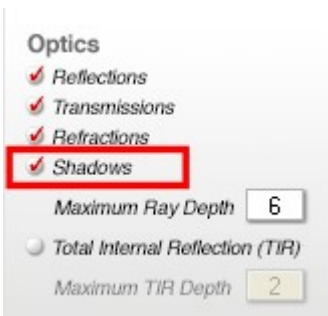 Optics
Reflections
Transmissions
Refractions
Shadows
Maximum Ray Depth 6
Total Internal Reflection (TIR)
Maximum TIR Depth 2